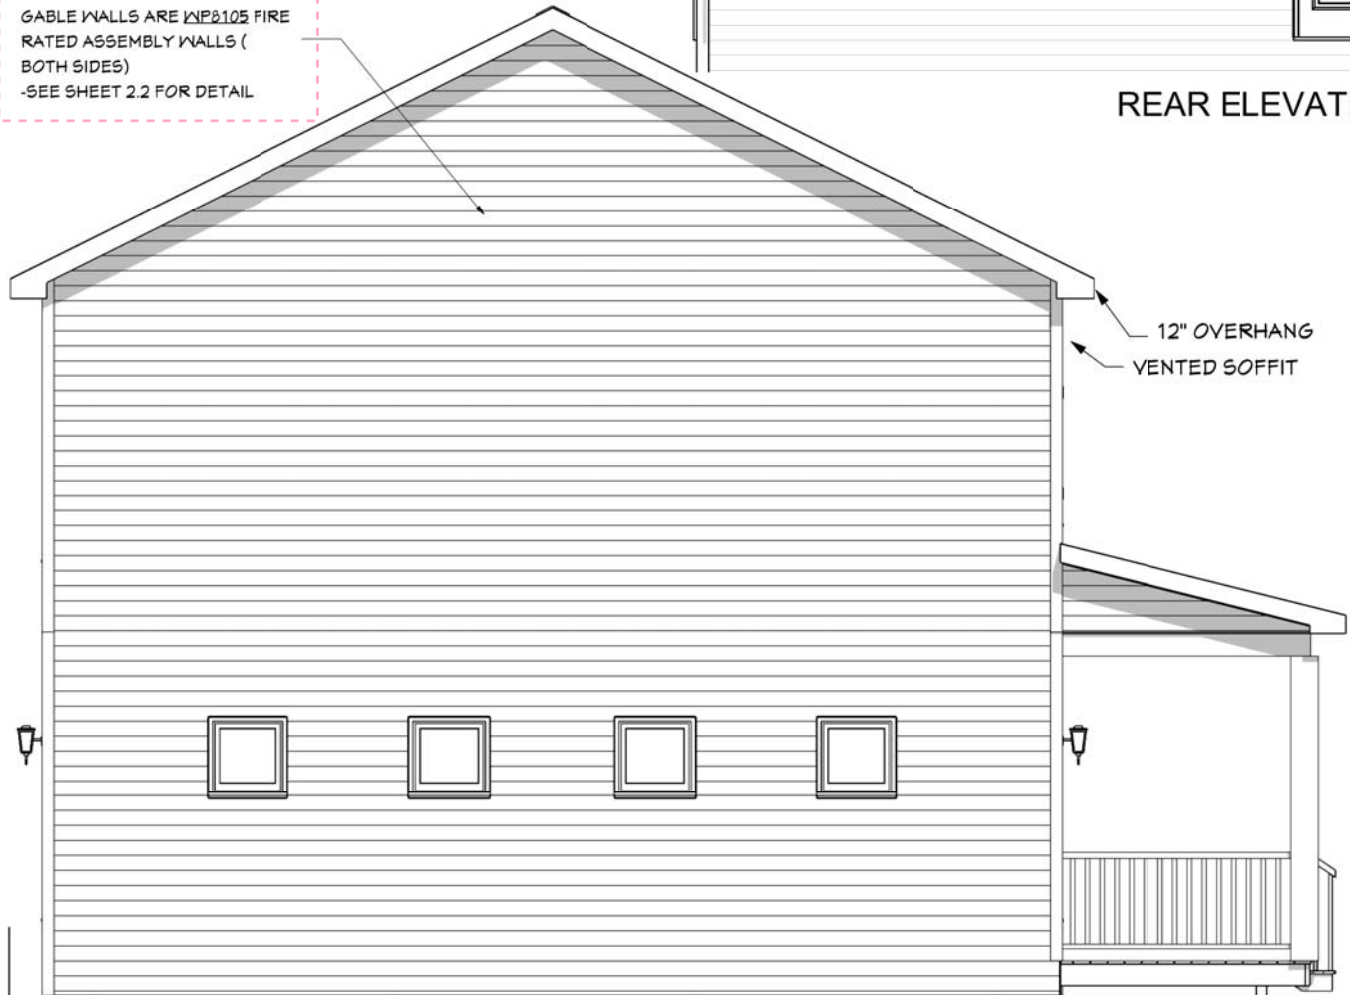 GABLE WALLS ARE WP8105 FIRE
RATED ASSEMBLY WALLS (
BOTH SIDES)
-SEE SHEET 2.2 FOR DETAIL
REAR ELEVAT
12" OVERHANG
VENTED SOFFIT